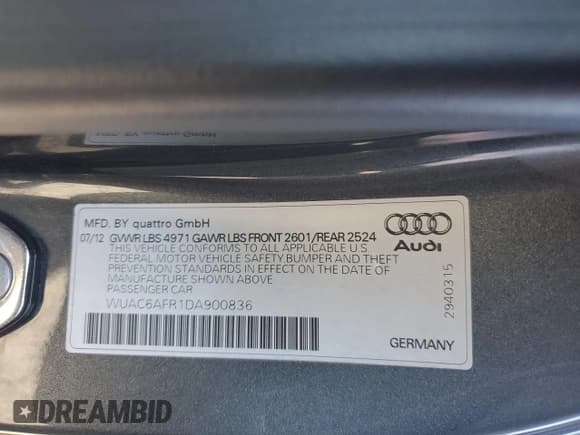 MFD. BY quattro GmbH
07/12 GVWR LBS 4971 GAWR LBS FRONT 2601/REAR 2524
THIS VEHICLE CONFORMS TO ALL APPLICABLE U.S
FEDERAL MOTOR VEHICLE SAFETY,BUMPER AND THEFT
PREVENTION STANDARDS IN EFFECT ON THE DATE OF
MANUFACTURE SHOWN ABOVE
PASSENGER CAR
WUAC6AFR1DA900836
Audi
2940315
GERMANY
DREAMBID